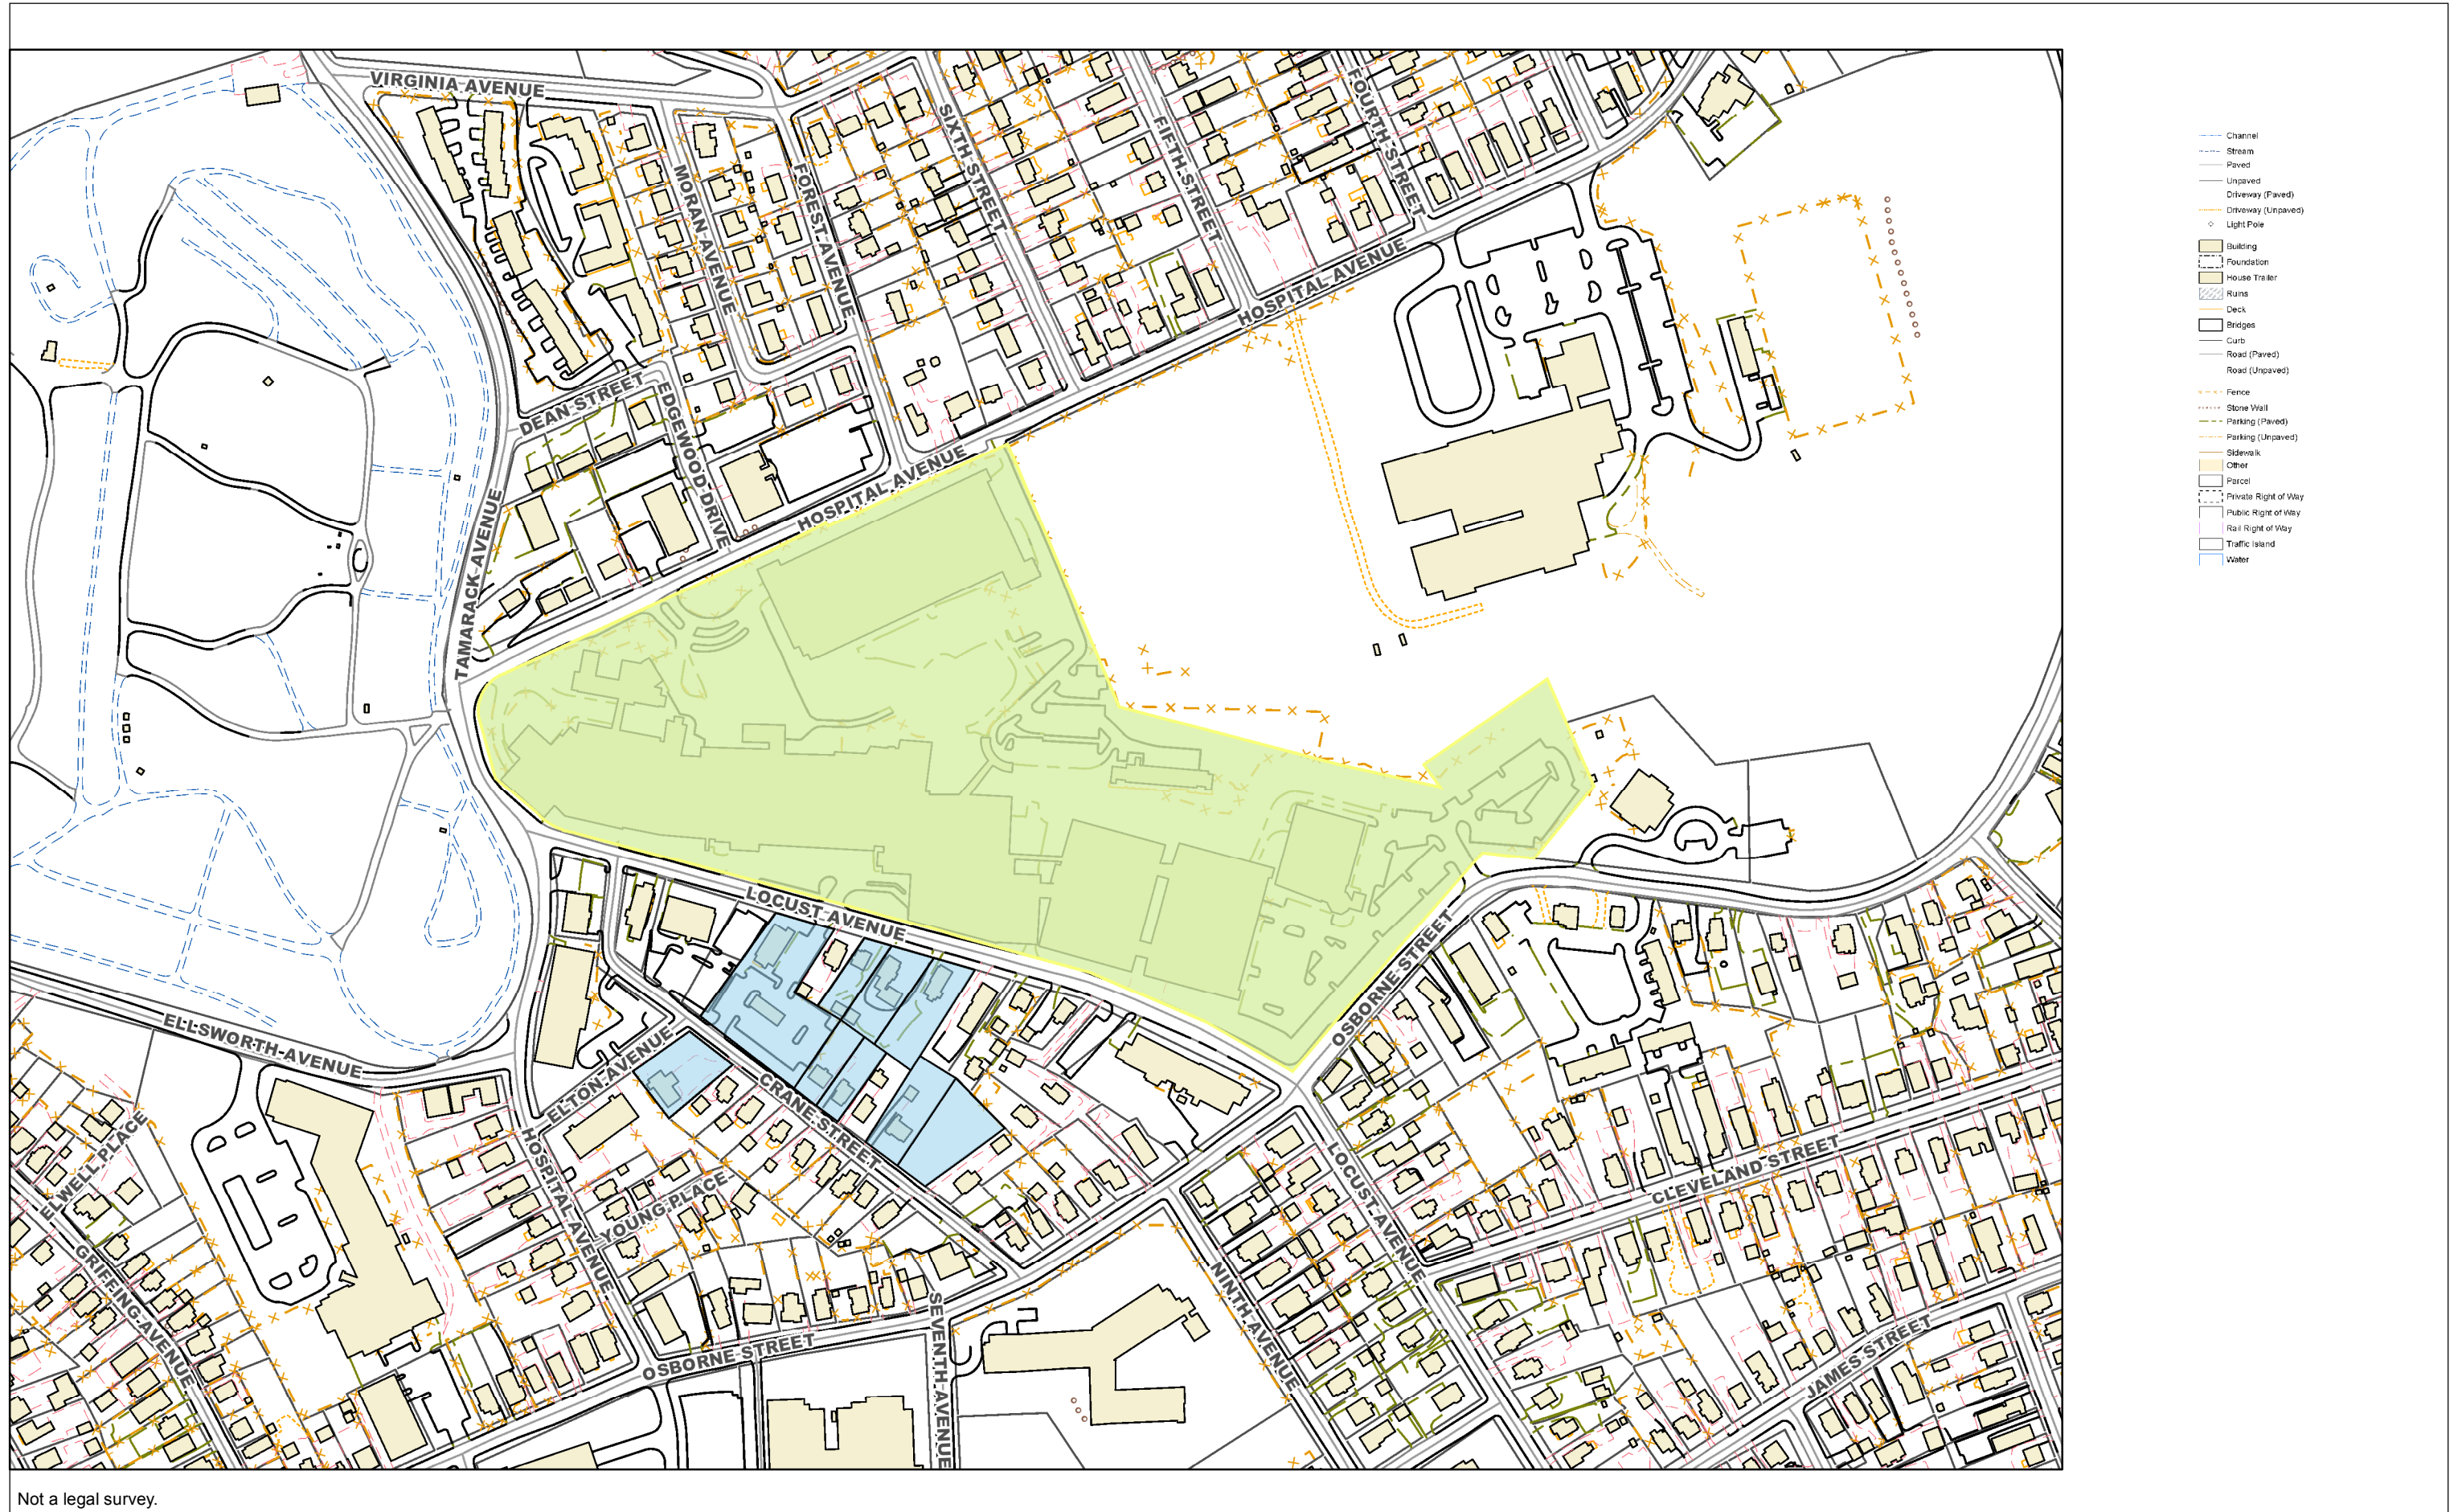 VIRGINIA AVENUE
SIXTH STREET
FIFTH STREET
FOURTH STREET
MORAN AVENUE
FOREST AVENUE
HOSPITAL AVENUE
DEAN STREET
EDGEWOOD DRIVE
HOSPITAL AVENUE
TAMARACK AVENUE
LOCUST AVENUE
OSBORNE STREET
ELLSWORTH AVENUE
ELTON AVENUE
CRANE STREET
HOSPITAL AVENUE
YOUNG PLACE
ELWELL PLACE
GRIFFING AVENUE
LOCUST AVENUE
CLEVELAND STREET
NINTH AVENUE
SEVENTH AVENUE
OSBORNE STREET
JAMES STREET
Channel
Stream
Paved
Unpaved
Driveway (Paved)
Driveway (Unpaved)
Light Pole
Building
Foundation
House Trailer
Ruins
Deck
Bridges
Curb
Road (Paved)
Road (Unpaved)
Fence
Stone Wall
Parking (Paved)
Parking (Unpaved)
Sidewalk
Other
Parcel
Private Right of Way
Public Right of Way
Rail Right of Way
Traffic Island
Water
Not a legal survey.